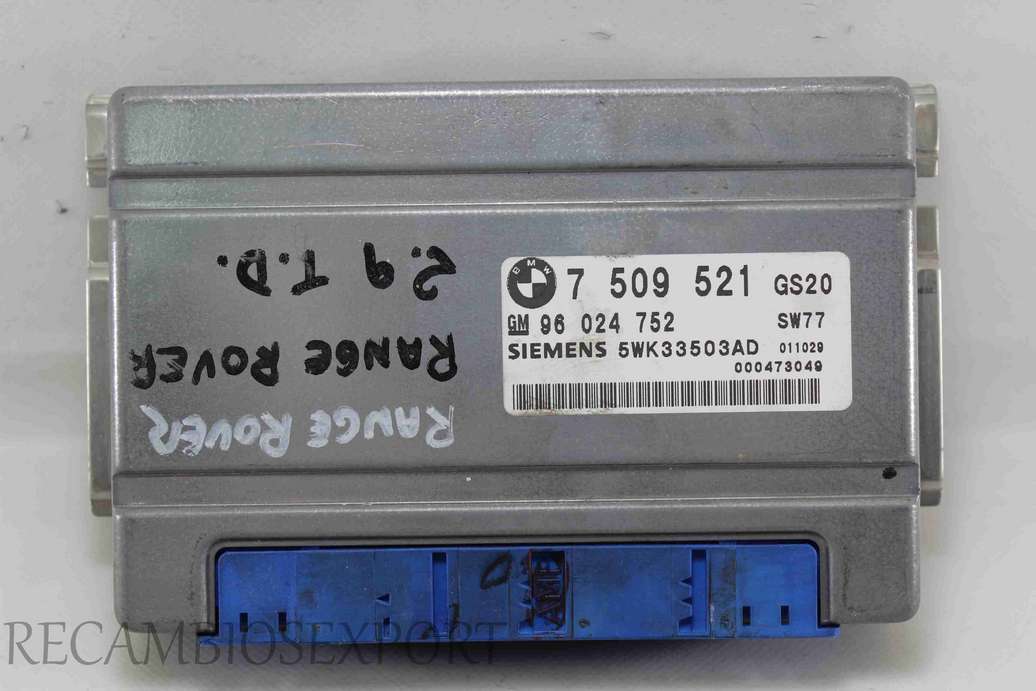 BMW 7 509 521 GS20
GM 96 024 752 SW77
SIEMENS 5WK33503AD 011029
000473049
RANGE ROVER
RANGE ROVER
2.9 T.D.
RECAMBIOSEXPORT